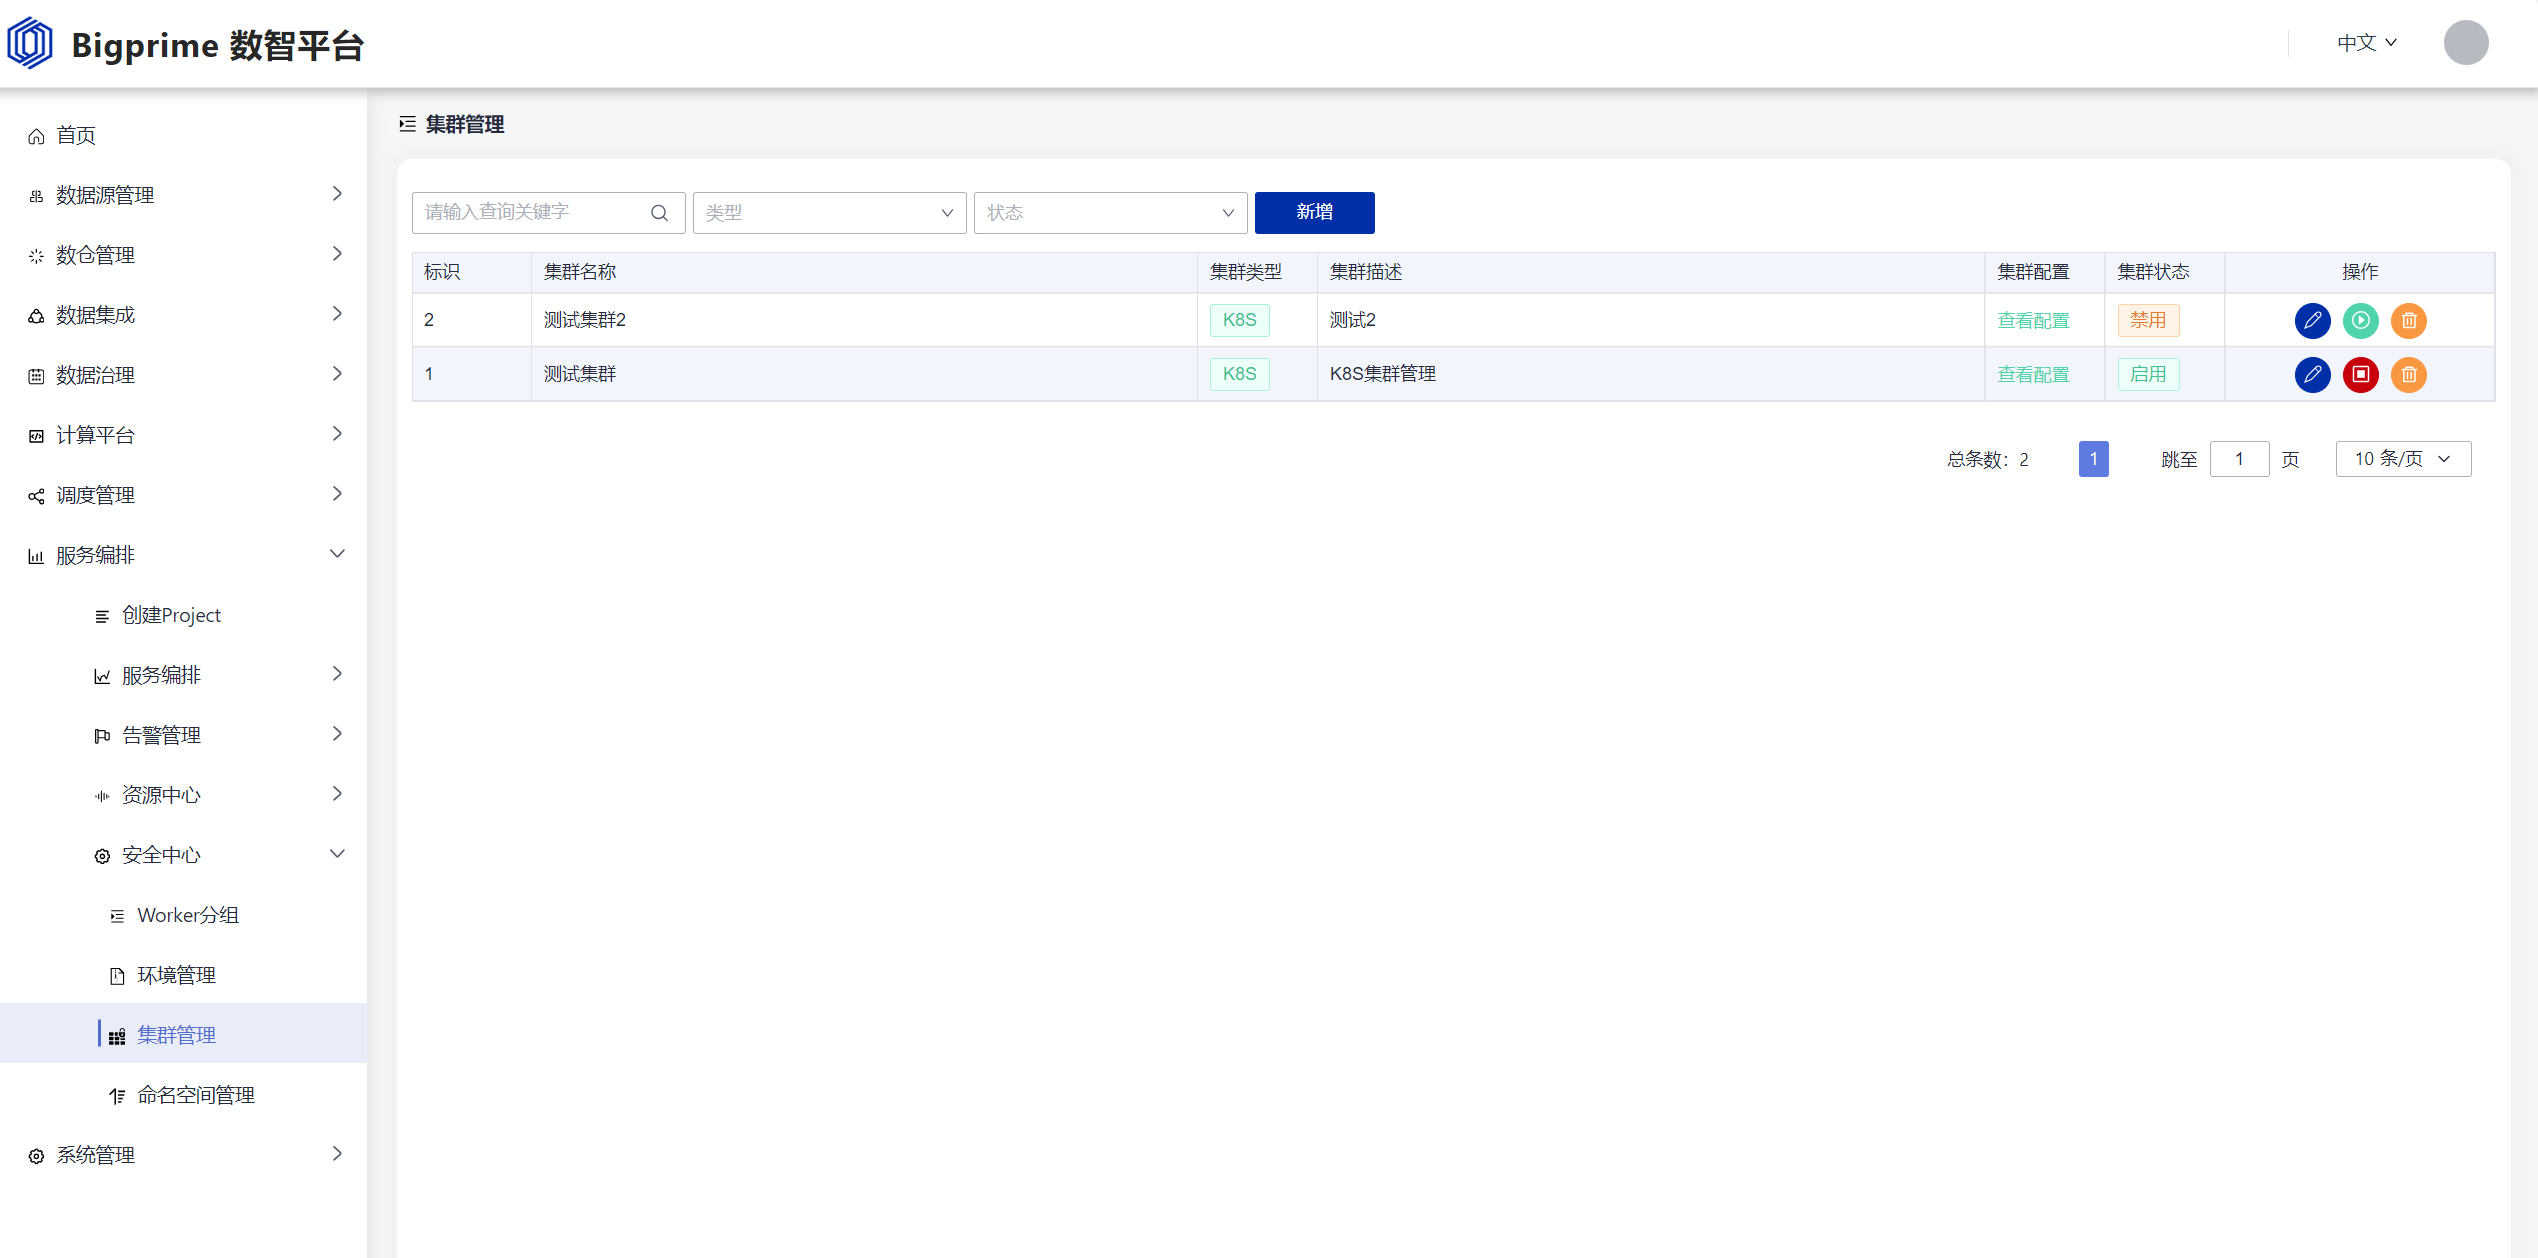 Bigprime 数智平台
中文
首页
数据源管理
数仓管理
数据集成
数据治理
计算平台
调度管理
服务编排
创建Project
服务编排
告警管理
资源中心
安全中心
Worker分组
环境管理
集群管理
命名空间管理
系统管理
集群管理
请输入查询关键字 类型 状态 新增
标识 集群名称 集群类型 集群描述 集群配置 集群状态 操作
2 测试集群2 K8S 测试2 查看配置 禁用
1 测试集群 K8S K8S集群管理 查看配置 启用
总条数：2 1 跳至 1 页 10 条/页